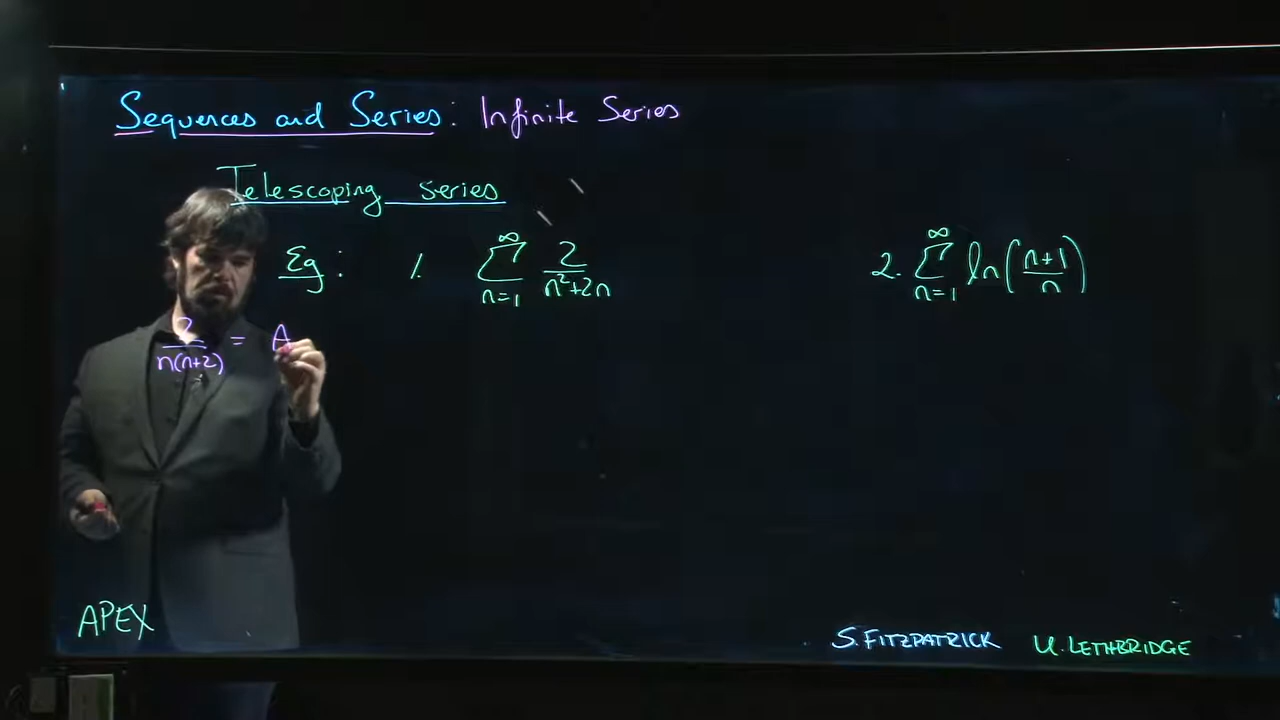 Sequences and Series: Infinite Series
Telescoping series
Eg: 1. ∞ Σ n=1 2/(n²+2n)
2. ∞ Σ n=1 ln((n+1)/n)
2/(n(n+2)) = A
APEX
S. FITZPATRICK U. LETHBRIDGE